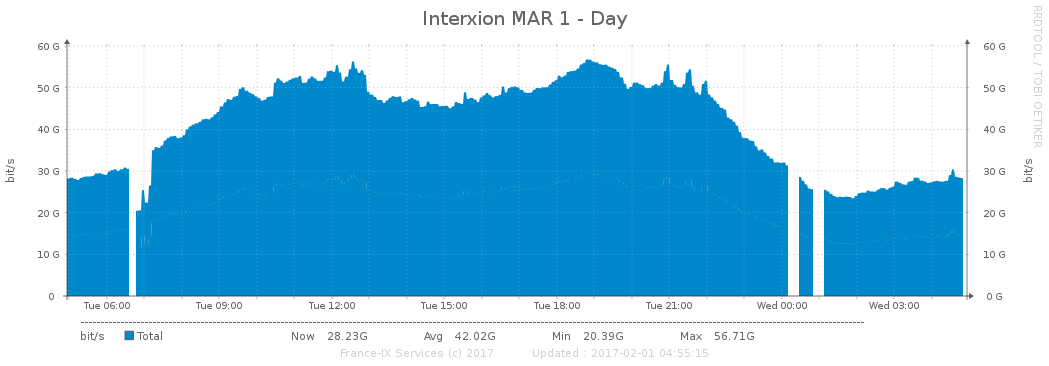 Interxion MAR 1 - Day
RRDTOOL / TOBI OETIKER
60 G 60 G
50 G 50 G
40 G 40 G
30 G 30 G
20 G 20 G
10 G 10 G
0 0 G
bit/s
bit/s
Tue 06:00 Tue 09:00 Tue 12:00 Tue 15:00 Tue 18:00 Tue 21:00 Wed 00:00 Wed 03:00
bit/s Total Now 28.23G Avg 42.02G Min 20.39G Max 56.71G
France-IX Services (c) 2017 Updated : 2017-02-01 04:55:15